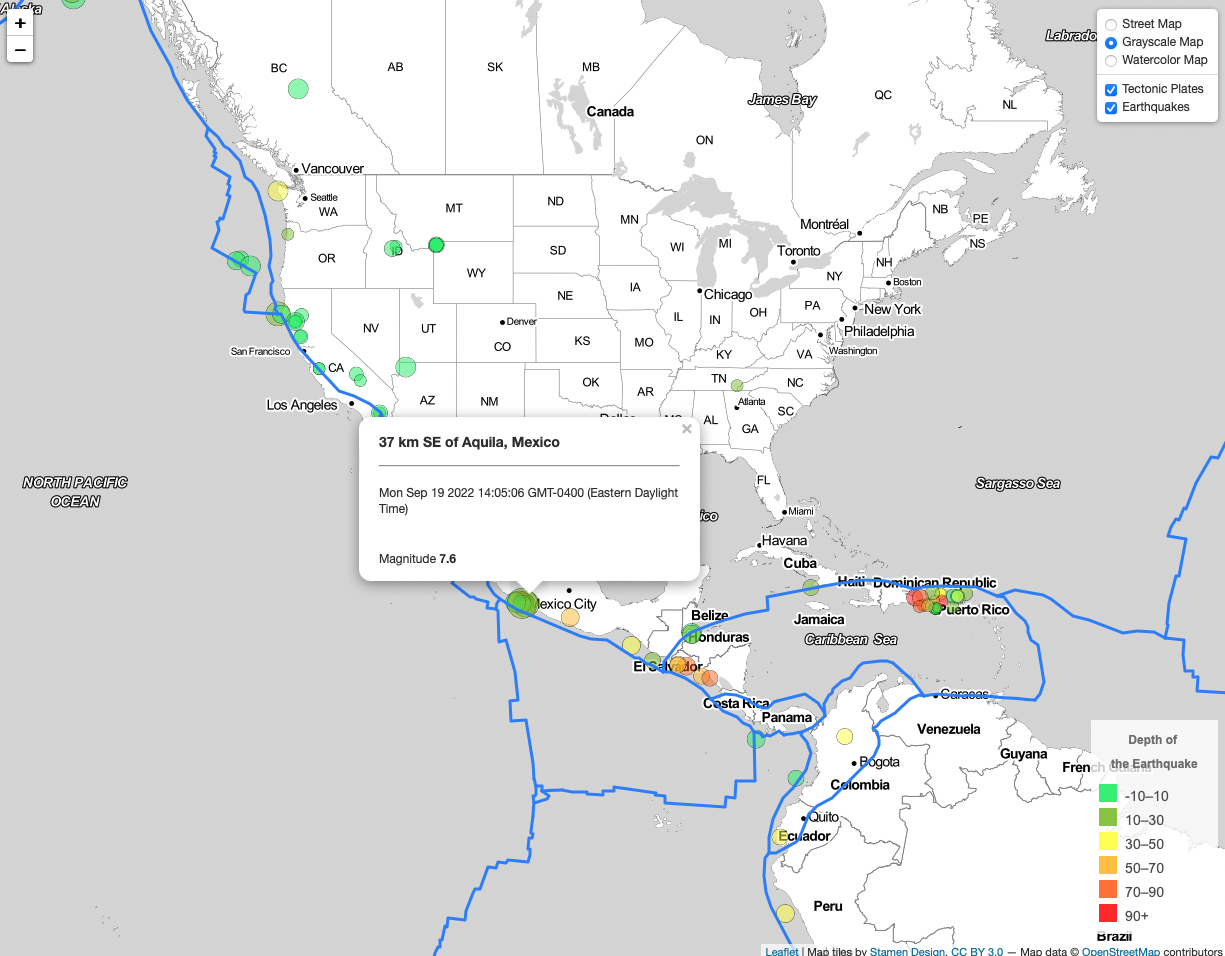 Alaska
+
−
Street Map
Grayscale Map
Watercolor Map
Tectonic Plates
Earthquakes
BC
AB
SK
MB
Canada
James Bay
QC
NL
ON
Vancouver
Seattle
WA
MT
ND
MN
OR
ID
WY
SD
WI
MI
Montréal
Toronto
NB
PE
NS
NH
NY
Boston
NE
IA
Chicago
PA
New York
Philadelphia
NV
UT
Denver
CO
KS
MO
IL
IN
OH
KY
VA
Washington
San Francisco
CA
Los Angeles
AZ
NM
OK
AR
TN
NC
Atlanta
SC
AL
GA
FL
Miami
NORTH PACIFIC
OCEAN
Sargasso Sea
37 km SE of Aquila, Mexico
×
Mon Sep 19 2022 14:05:06 GMT-0400 (Eastern Daylight
Time)
Magnitude 7.6
Havana
Cuba
Haiti
Dominican Republic
Puerto Rico
Mexico City
Belize
Honduras
Jamaica
Caribbean Sea
El Salvador
Costa Rica
Panama
Caracas
Venezuela
Guyana
French Guiana
Bogota
Colombia
Quito
Ecuador
Peru
Brazil
Depth of
the Earthquake
-10–10
10–30
30–50
50–70
70–90
90+
Leaflet | Map tiles by Stamen Design, CC BY 3.0 — Map data © OpenStreetMap contributors